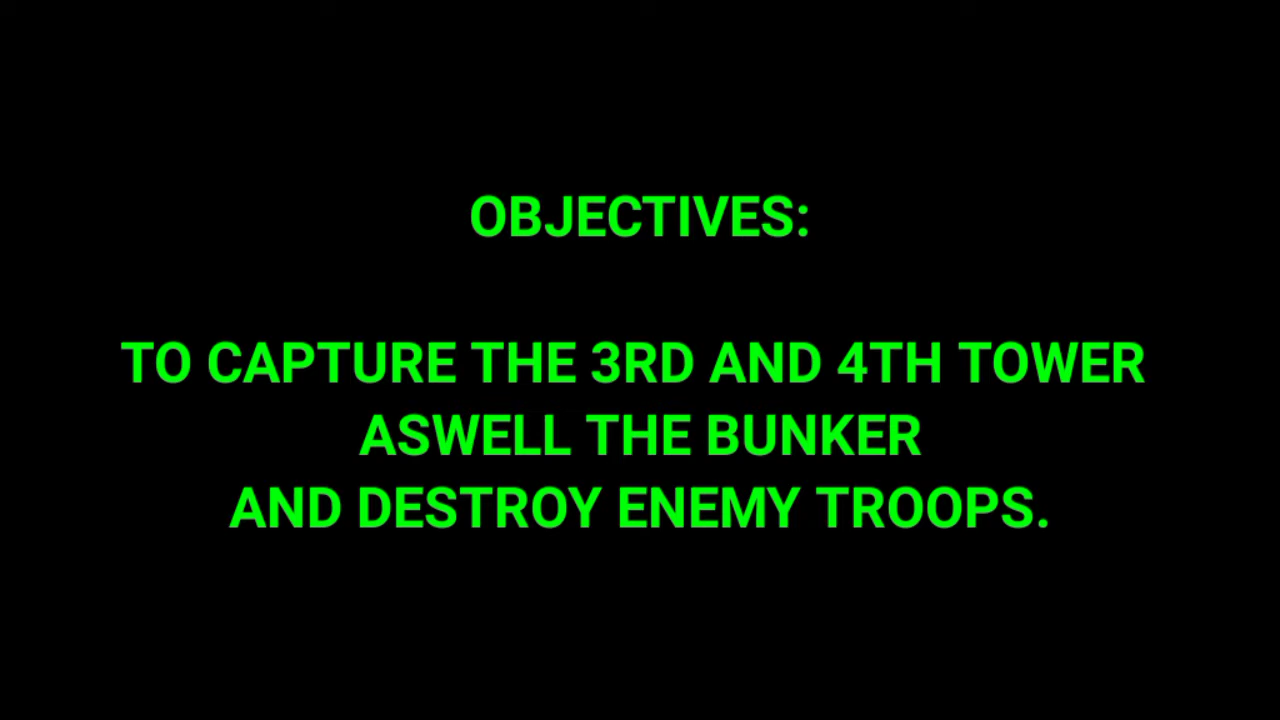 OBJECTIVES:
TO CAPTURE THE 3RD AND 4TH TOWER
ASWELL THE BUNKER
AND DESTROY ENEMY TROOPS.